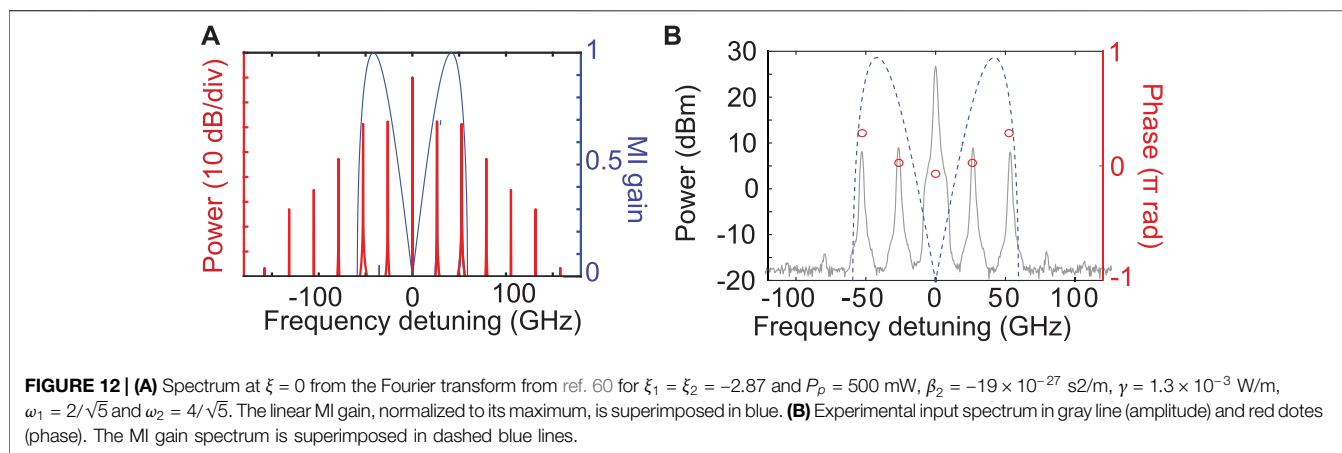 A
Power (10 dB/div)
1
0.5
0
MI gain
-100 0 100
Frequency detuning (GHz)
B
Power (dBm)
30
20
10
0
-10
-20
1
0
-1
Phase (π rad)
-100 -50 0 50 100
Frequency detuning (GHz)
FIGURE 12 | (A) Spectrum at ξ = 0 from the Fourier transform from ref. 60 for ξ₁ = ξ₂ = −2.87 and Pₚ = 500 mW, β₂ = −19 × 10⁻²⁷ s2/m, γ = 1.3 × 10⁻³ W/m,
ω₁ = 2/√5 and ω₂ = 4/√5. The linear MI gain, normalized to its maximum, is superimposed in blue. (B) Experimental input spectrum in gray line (amplitude) and red dotes
(phase). The MI gain spectrum is superimposed in dashed blue lines.